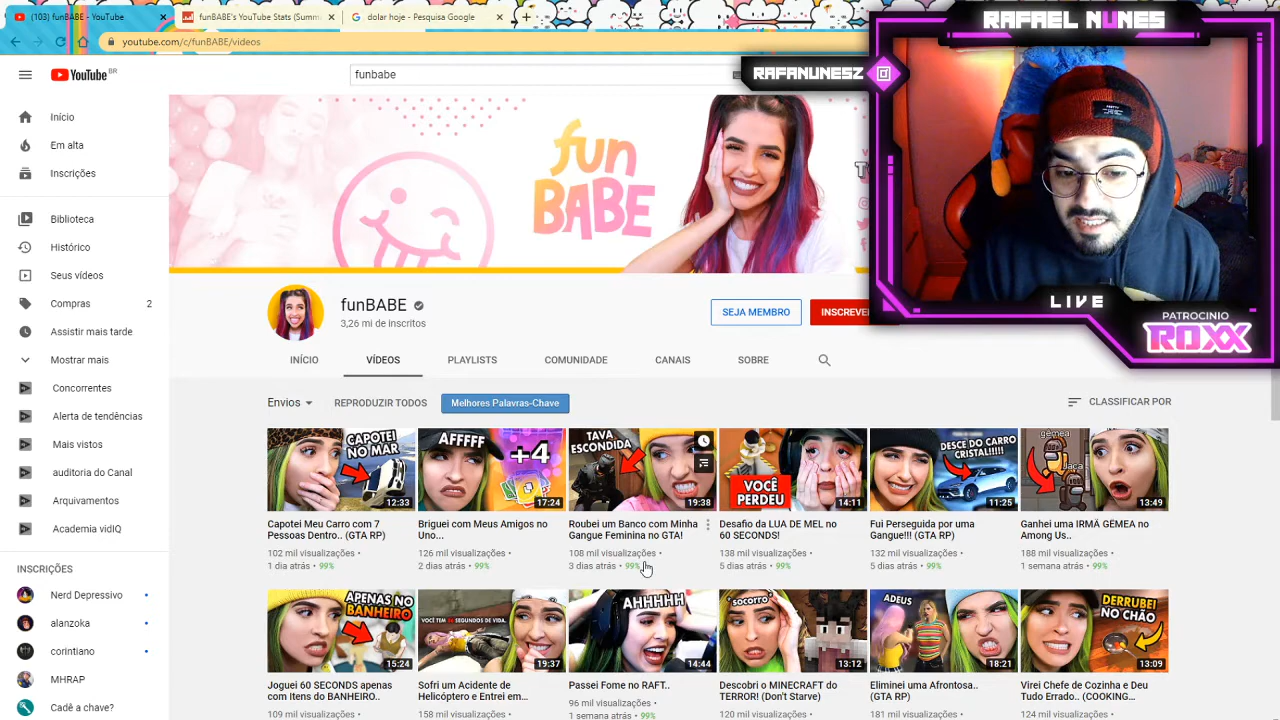 (103) funBABE - YouTube
funBABE's YouTube Stats (Summ
dolar hoje - Pesquisa Google
youtube.com/c/funBABE/videos
RAFAEL NUNES
RAFANUNESZ
YouTube BR
funbabe
Início
Em alta
Inscrições
Biblioteca
Histórico
Seus vídeos
Compras 2
Assistir mais tarde
Mostrar mais
Concorrentes
Alerta de tendências
Mais vistos
auditoria do Canal
Arquivamentos
Academia vidIQ
INSCRIÇÕES
Nerd Depressivo
alanzoka
corintiano
MHRAP
Cadê a chave?
fun
BABE
LIVE
PATROCINIO
ROXX
funBABE
3,26 mi de inscritos
SEJA MEMBRO
INSCREVE
INÍCIO VÍDEOS PLAYLISTS COMUNIDADE CANAIS SOBRE
Envios REPRODUZIR TODOS Melhores Palavras-Chave CLASSIFICAR POR
CAPOTEI
NO MAR
12:33
Capotei Meu Carro com 7
Pessoas Dentro.. (GTA RP)
102 mil visualizações •
1 dia atrás • 99%
AFFFFF
+4
17:24
Briguei com Meus Amigos no
Uno...
126 mil visualizações •
2 dias atrás • 99%
TAVA
ESCONDIDA
19:38
Roubei um Banco com Minha
Gangue Feminina no GTA!
108 mil visualizações •
3 dias atrás • 99%
VOCÊ
PERDEU
14:11
Desafio da LUA DE MEL no
60 SECONDS!
138 mil visualizações •
5 dias atrás • 99%
DESCE DO CARRO
CRISTAL!!!!!
11:25
Fui Perseguida por uma
Gangue!!! (GTA RP)
132 mil visualizações •
5 dias atrás • 99%
gêmea
Jaca
13:49
Ganhei uma IRMÃ GÊMEA no
Among Us..
188 mil visualizações •
1 semana atrás • 99%
APENAS NO
BANHEIRO
15:24
Joguei 60 SECONDS apenas
com Itens do BANHEIRO..
109 mil visualizações •
19:37
Sofri um Acidente de
Helicóptero e Entrei em...
158 mil visualizações •
AHHHHH
14:44
Passei Fome no RAFT..
96 mil visualizações •
1 semana atrás • 99%
*socorro*
13:12
Descobri o MINECRAFT do
TERROR! (Don't Starve)
120 mil visualizações •
ADEUS
18:21
Eliminei uma Afrontosa..
(GTA RP)
181 mil visualizações •
DERRUBEI
NO CHÃO
13:09
Virei Chefe de Cozinha e Deu
Tudo Errado.. (COOKING...
124 mil visualizações •